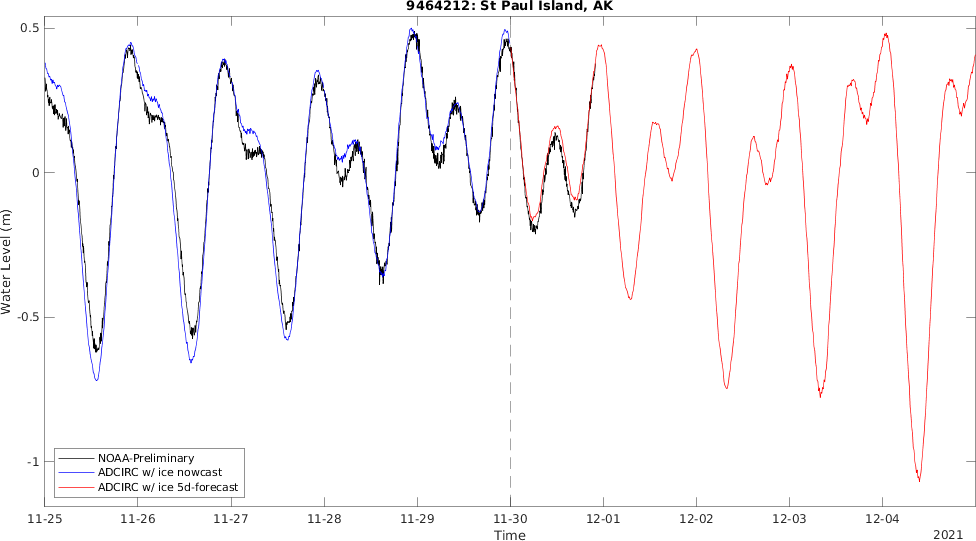 9464212: St Paul Island, AK
0.5
0
-0.5
-1
Water Level (m)
NOAA-Preliminary
ADCIRC w/ ice nowcast
ADCIRC w/ ice 5d-forecast
11-25 11-26 11-27 11-28 11-29 11-30 12-01 12-02 12-03 12-04
Time
2021